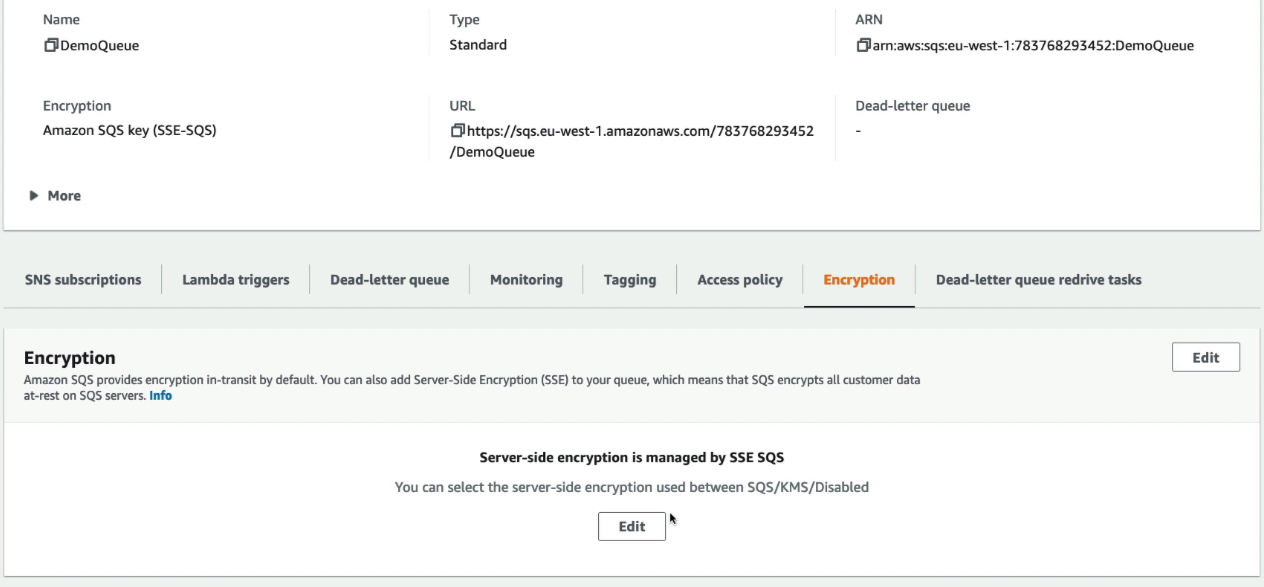 Name
Type
ARN
DemoQueue
Standard
arn:aws:sqs:eu-west-1:783768293452:DemoQueue
Encryption
URL
Dead-letter queue
Amazon SQS key (SSE-SQS)
https://sqs.eu-west-1.amazonaws.com/783768293452
/DemoQueue
-
More
SNS subscriptions
Lambda triggers
Dead-letter queue
Monitoring
Tagging
Access policy
Encryption
Dead-letter queue redrive tasks
Encryption
Edit
Amazon SQS provides encryption in-transit by default. You can also add Server-Side Encryption (SSE) to your queue, which means that SQS encrypts all customer data
at-rest on SQS servers. Info
Server-side encryption is managed by SSE SQS
You can select the server-side encryption used between SQS/KMS/Disabled
Edit